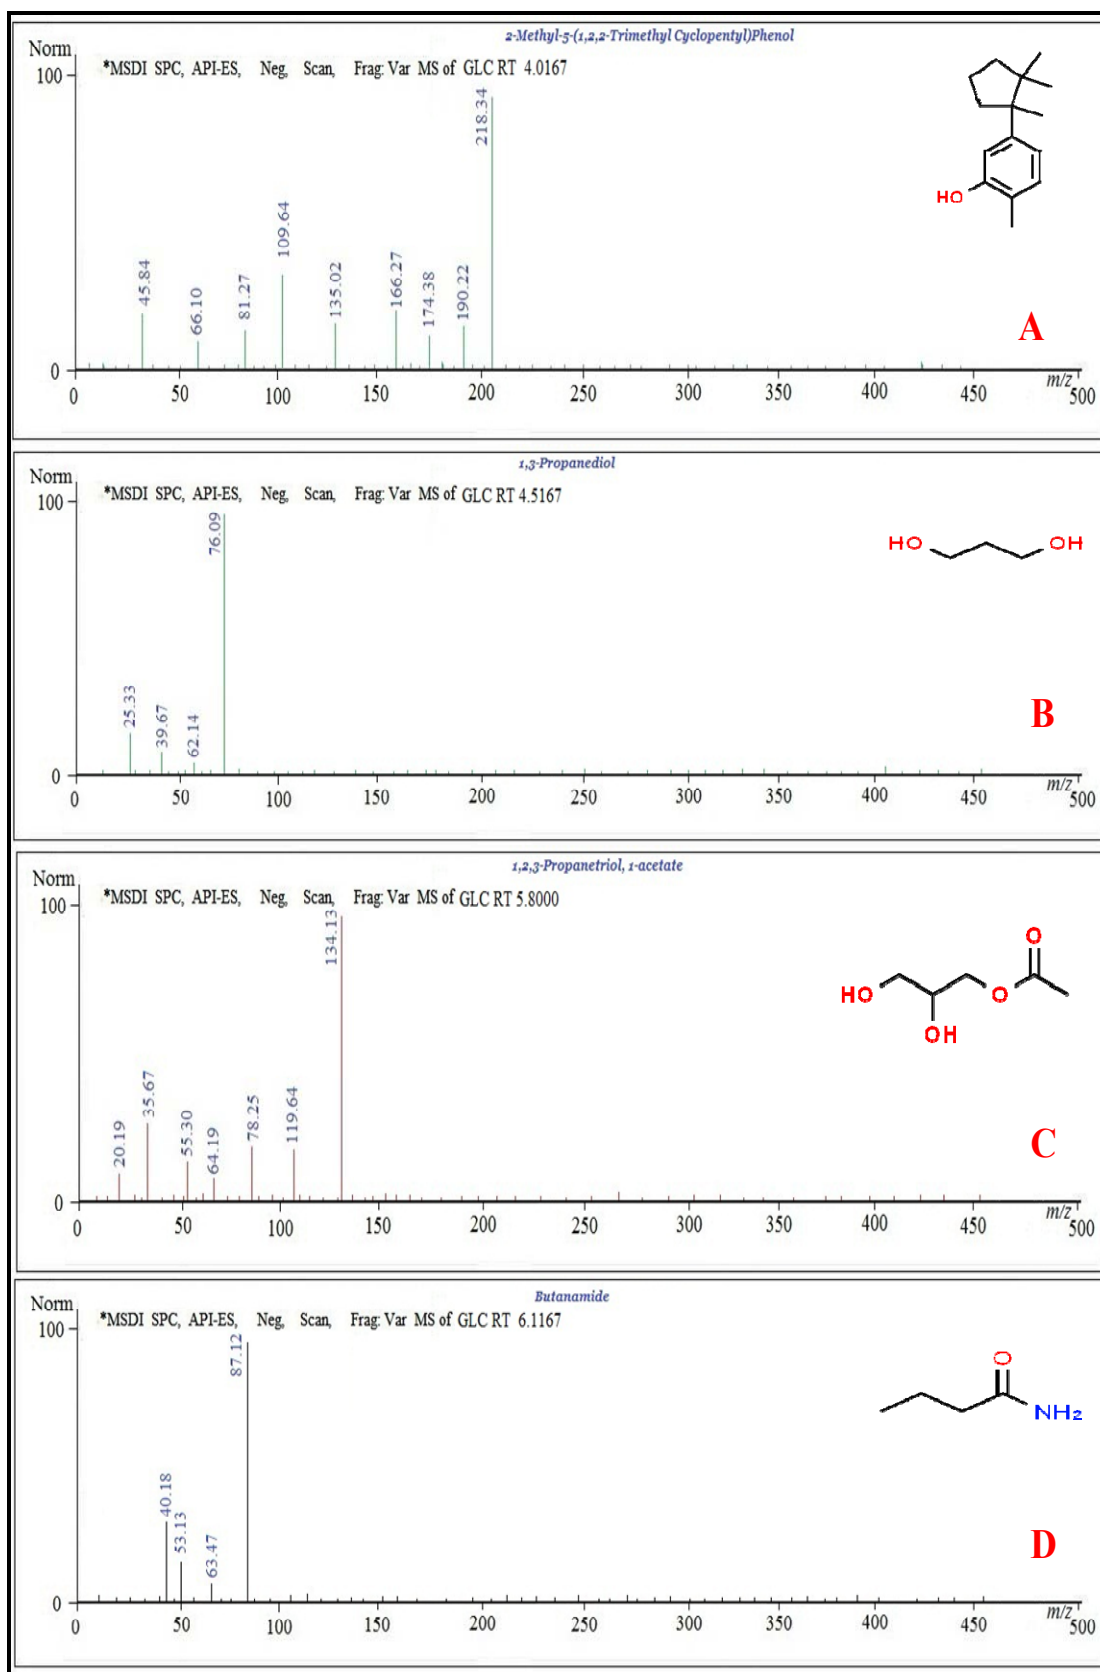 2-Methyl-5-(1,2,2-Trimethyl Cyclopentyl)Phenol
Norm
*MSDI SPC, API-ES, Neg, Scan, Frag: Var MS of GLC RT 4.0167
100
218.34
109.64
45.84
66.10
81.27
135.02
166.27
174.38
190.22
HO
A
0
0 50 100 150 200 250 300 350 400 450 m/z 500
1,3-Propanediol
Norm
*MSDI SPC, API-ES, Neg, Scan, Frag: Var MS of GLC RT 4.5167
100
76.09
25.33
39.67
62.14
HO OH
B
0
0 50 100 150 200 250 300 350 400 450 m/z 500
1,2,3-Propanetriol, 1-acetate
Norm
*MSDI SPC, API-ES, Neg, Scan, Frag: Var MS of GLC RT 5.8000
100
134.13
20.19
35.67
55.30
64.19
78.25
119.64
O
HO O
OH
C
0
0 50 100 150 200 250 300 350 400 450 m/z 500
Butanamide
Norm
*MSDI SPC, API-ES, Neg, Scan, Frag: Var MS of GLC RT 6.1167
100
87.12
40.18
53.13
63.47
O
NH2
D
0
0 50 100 150 200 250 300 350 400 450 m/z 500